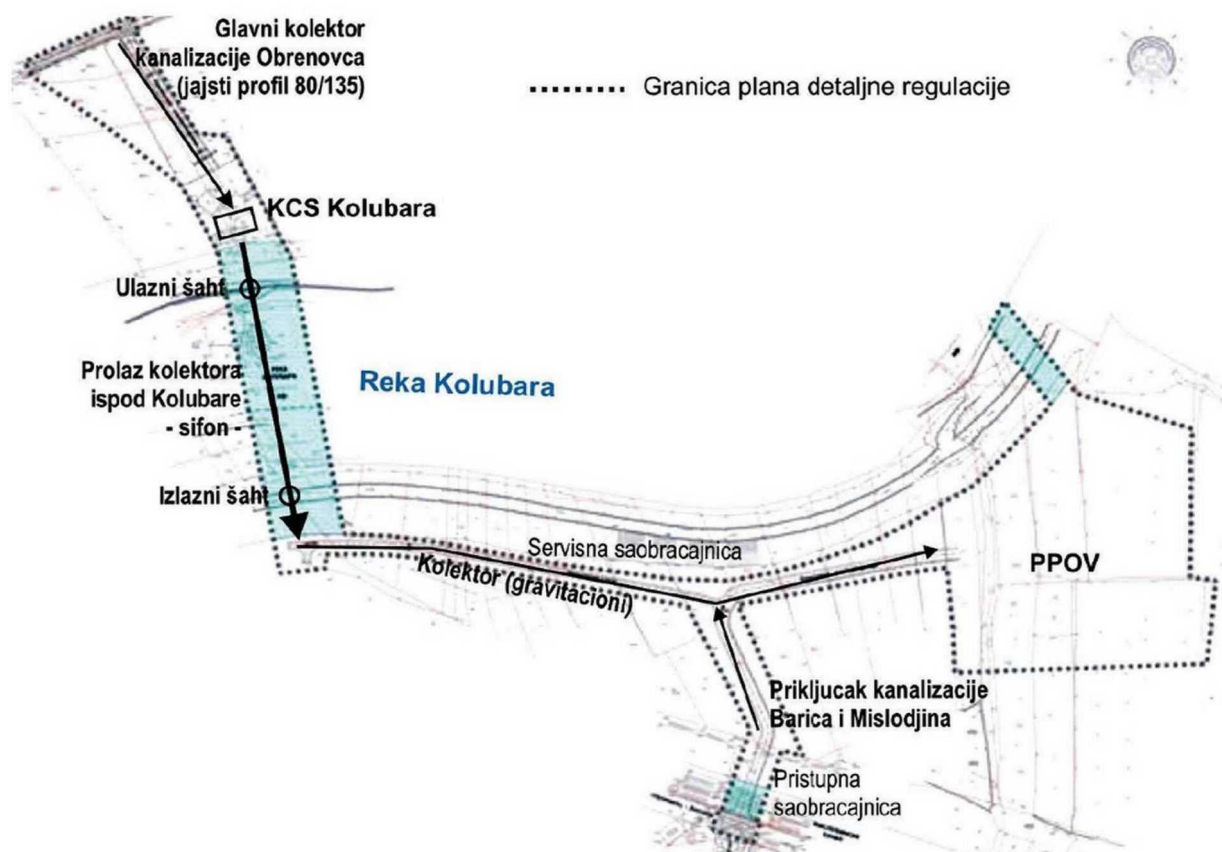 Glavni kolektor
kanalizacije Obrenovca
(jajsti profil 80/135)
Granica plana detaljne regulacije
KCS Kolubara
Ulazni šaht
Prolaz kolektora
ispod Kolubare
- sifon -
Reka Kolubara
Izlazni šaht
Servisna saobracajnica
Kolektor (gravitacioni)
PPOV
Prikljucak kanalizacije
Barica i Mislodjina
Pristupna
saobracajnica